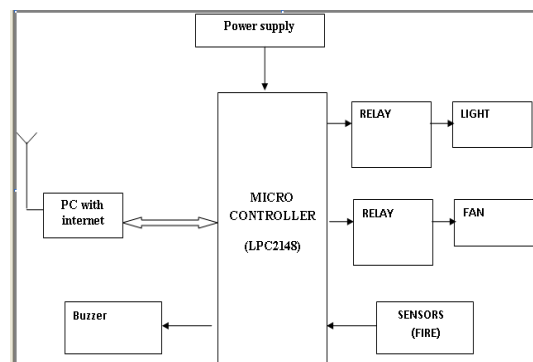 Power supply
RELAY
LIGHT
PC with
internet
MICRO
CONTROLLER
(LPC2148)
RELAY
FAN
Buzzer
SENSORS
(FIRE)